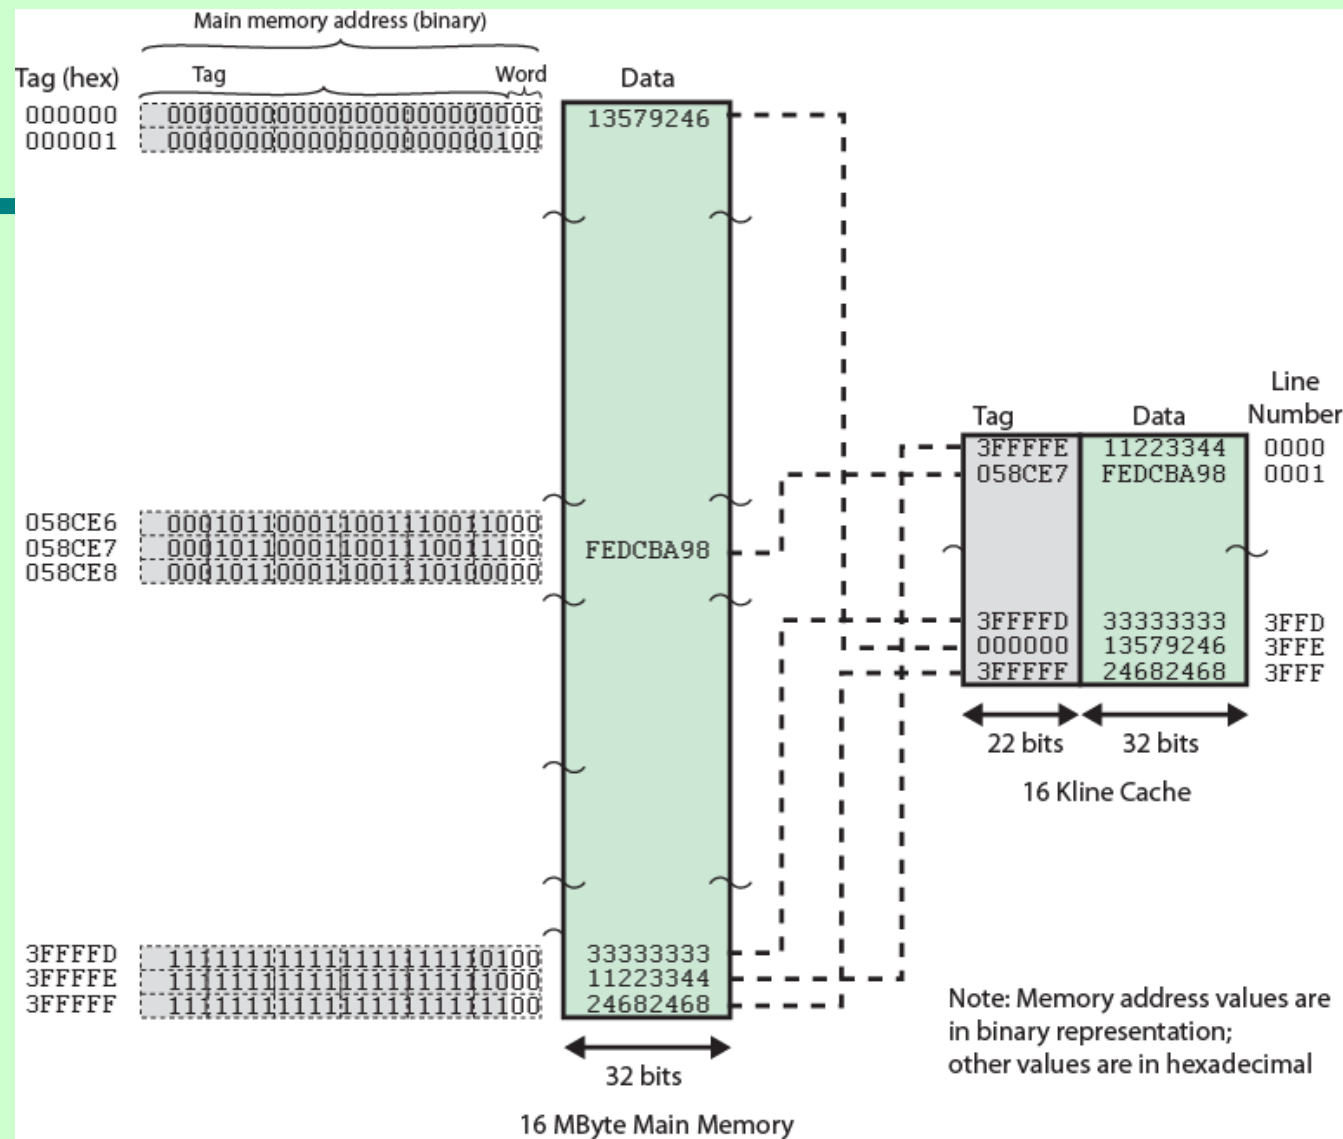 Main memory address (binary)
Tag (hex) Tag Word Data
000000 000000000000000000000000 13579246
000001 000000000000000000000100
Line
Tag Data Number
3FFFFE 11223344 0000
058CE7 FEDCBA98 0001
058CE6 000101100011001110011000
058CE7 000101100011001110011100 FEDCBA98
058CE8 000101100011001110100000
3FFFFD 33333333 3FFD
000000 13579246 3FFE
3FFFFF 24682468 3FFF
22 bits 32 bits
16 Kline Cache
3FFFFD 111111111111111111110100 33333333
3FFFFE 111111111111111111111000 11223344
3FFFFF 111111111111111111111100 24682468
Note: Memory address values are
in binary representation;
other values are in hexadecimal
32 bits
16 MByte Main Memory